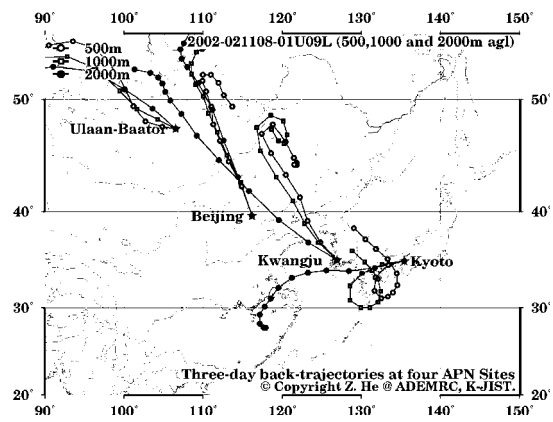 90° 100° 110° 120° 130° 140° 150°
2002-021108-01U09L (500,1000 and 2000m agl)
500m
1000m
2000m
50° 50°
Ulaan-Baator
40° 40°
Beijing
Kwangju Kyoto
30° 30°
Three-day back-trajectories at four APN Sites
© Copyright Z. He @ ADEMRC, K-JIST.
20° 20°
90° 100° 110° 120° 130° 140° 150°